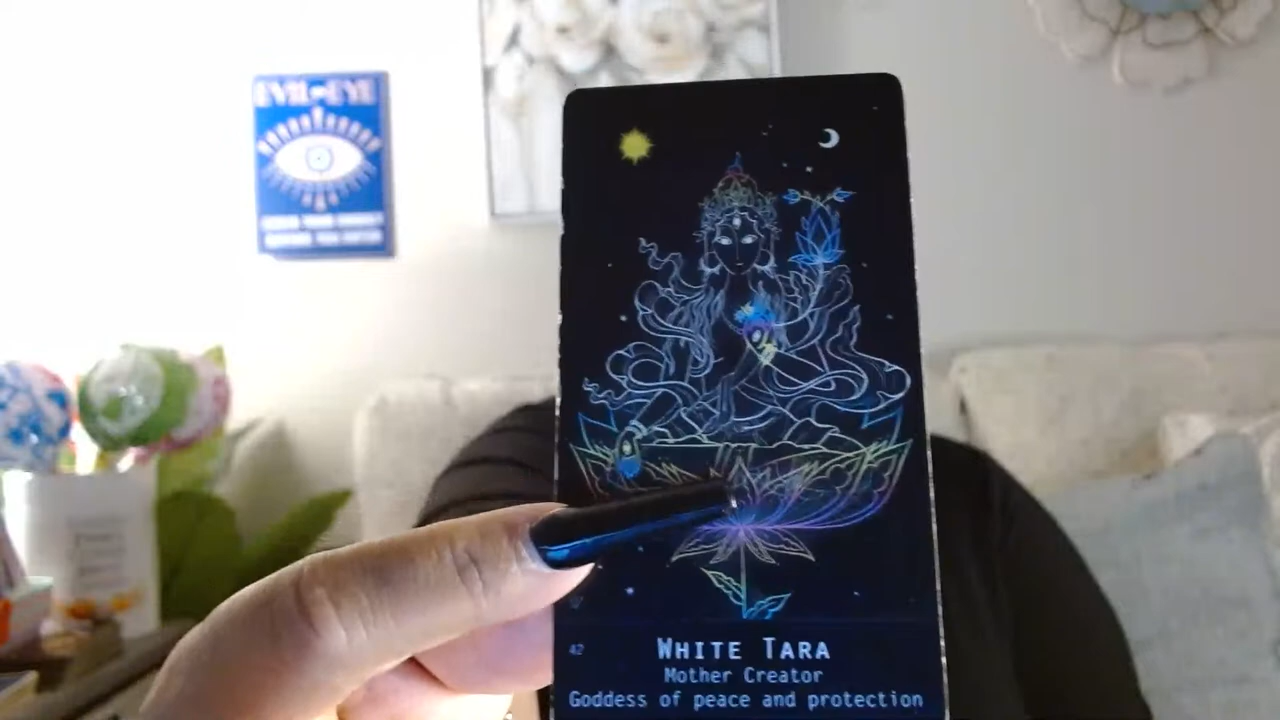 EVIL-EYE
42
WHITE TARA
Mother Creator
Goddess of peace and protection